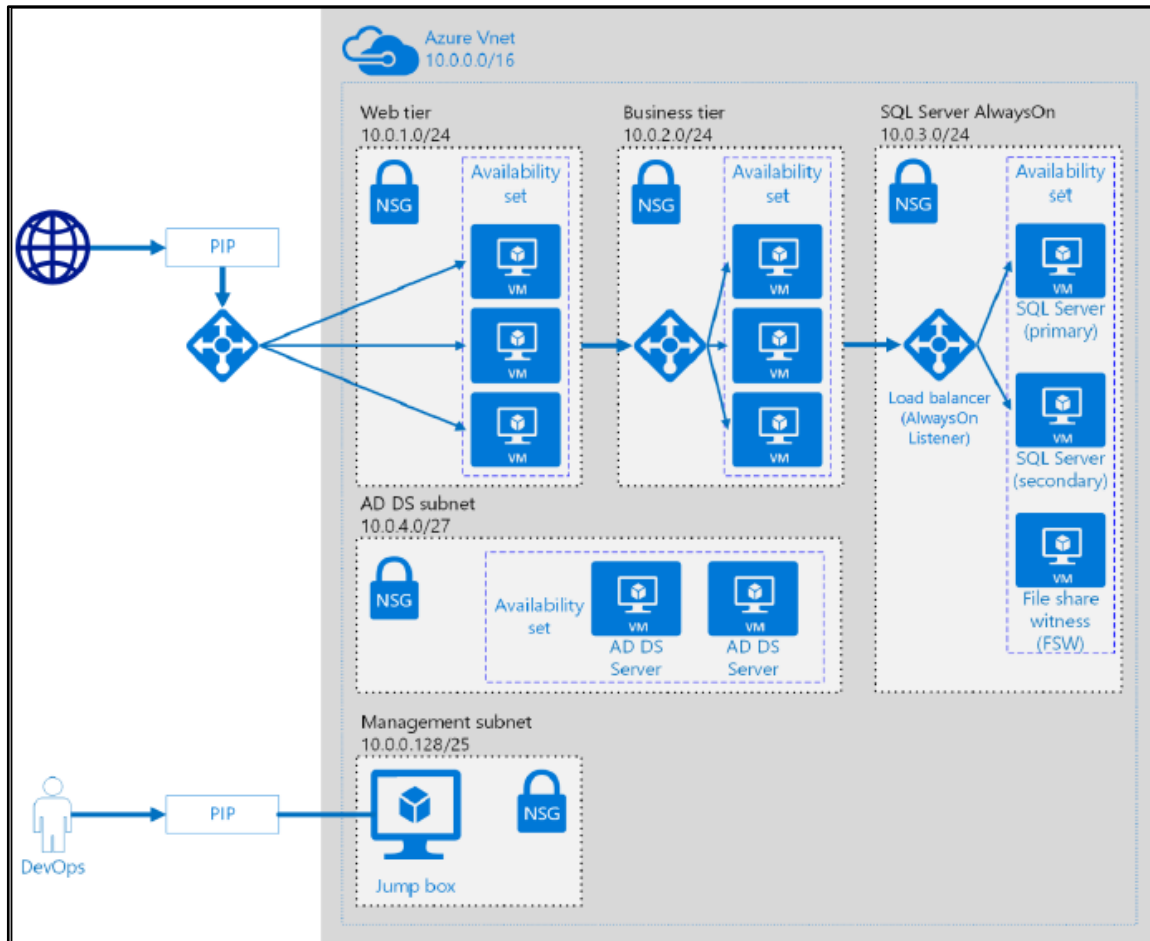 Azure Vnet
10.0.0.0/16
Web tier
10.0.1.0/24
NSG
Availability
set
VM
VM
VM
Business tier
10.0.2.0/24
NSG
Availability
set
VM
VM
VM
SQL Server AlwaysOn
10.0.3.0/24
NSG
Availability
set
VM
SQL Server
(primary)
Load balancer
(AlwaysOn
Listener)
VM
SQL Server
(secondary)
VM
File share
witness
(FSW)
PIP
AD DS subnet
10.0.4.0/27
NSG
Availability
set
VM
AD DS
Server
VM
AD DS
Server
Management subnet
10.0.0.128/25
NSG
Jump box
PIP
DevOps